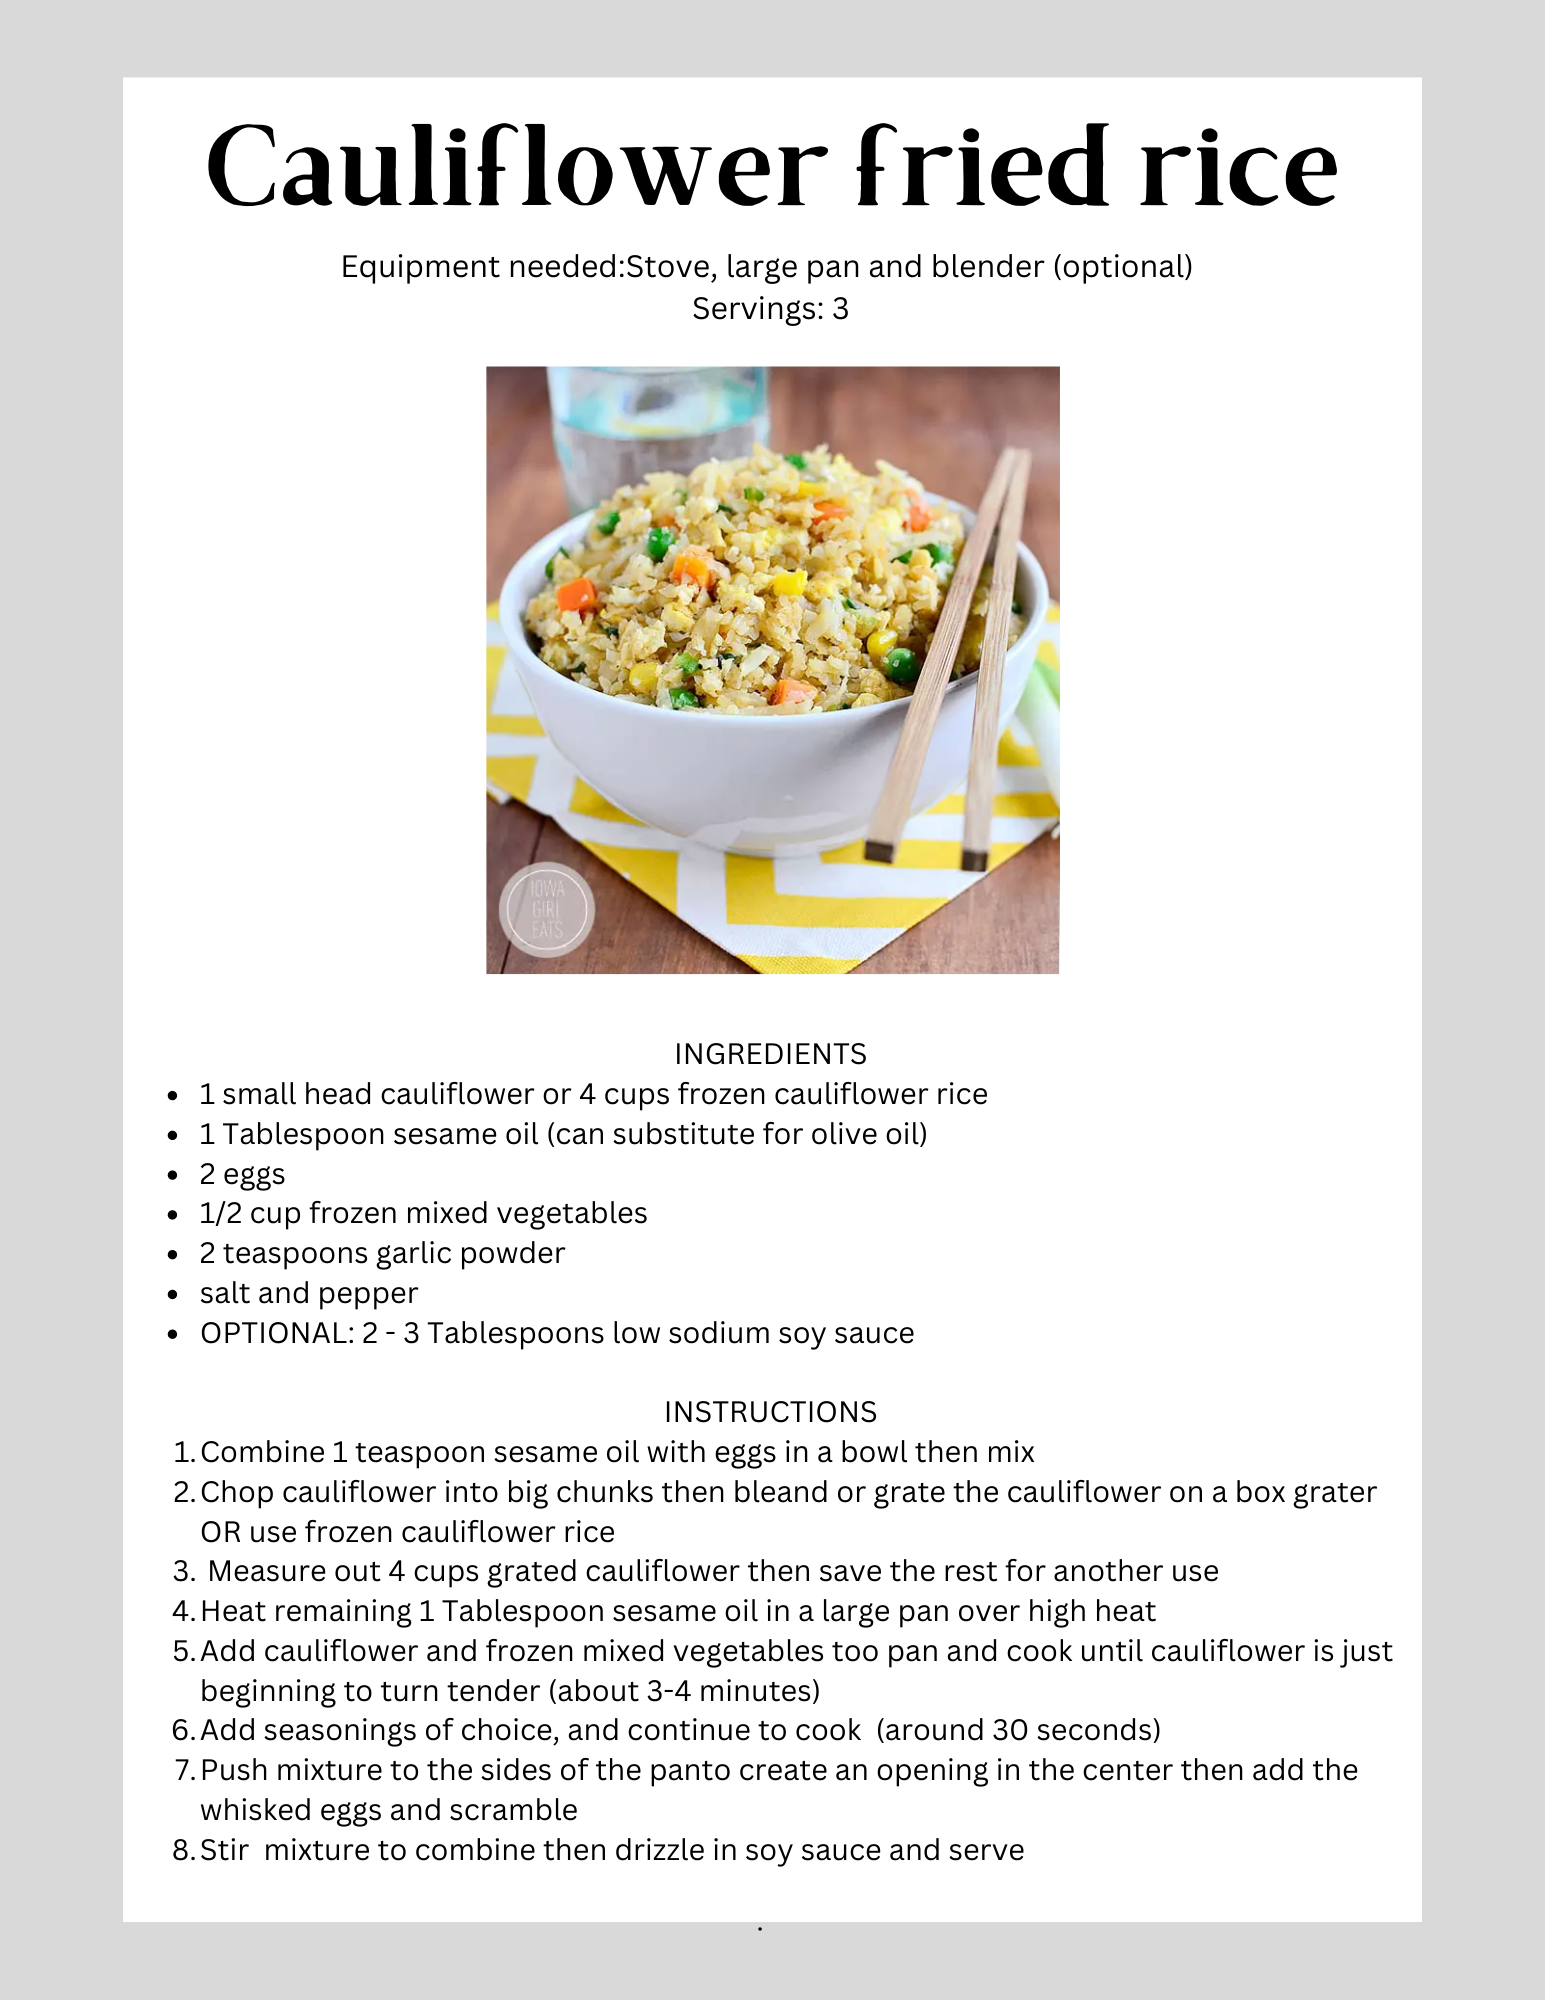 Cauliflower fried rice
Equipment needed:Stove, large pan and blender (optional)
Servings: 3
IOWA
GIRL
EATS
INGREDIENTS
• 1 small head cauliflower or 4 cups frozen cauliflower rice
• 1 Tablespoon sesame oil (can substitute for olive oil)
• 2 eggs
• 1/2 cup frozen mixed vegetables
• 2 teaspoons garlic powder
• salt and pepper
• OPTIONAL: 2 - 3 Tablespoons low sodium soy sauce
INSTRUCTIONS
1. Combine 1 teaspoon sesame oil with eggs in a bowl then mix
2. Chop cauliflower into big chunks then bleand or grate the cauliflower on a box grater
OR use frozen cauliflower rice
3. Measure out 4 cups grated cauliflower then save the rest for another use
4. Heat remaining 1 Tablespoon sesame oil in a large pan over high heat
5. Add cauliflower and frozen mixed vegetables too pan and cook until cauliflower is just
beginning to turn tender (about 3-4 minutes)
6. Add seasonings of choice, and continue to cook  (around 30 seconds)
7. Push mixture to the sides of the panto create an opening in the center then add the
whisked eggs and scramble
8. Stir  mixture to combine then drizzle in soy sauce and serve
.